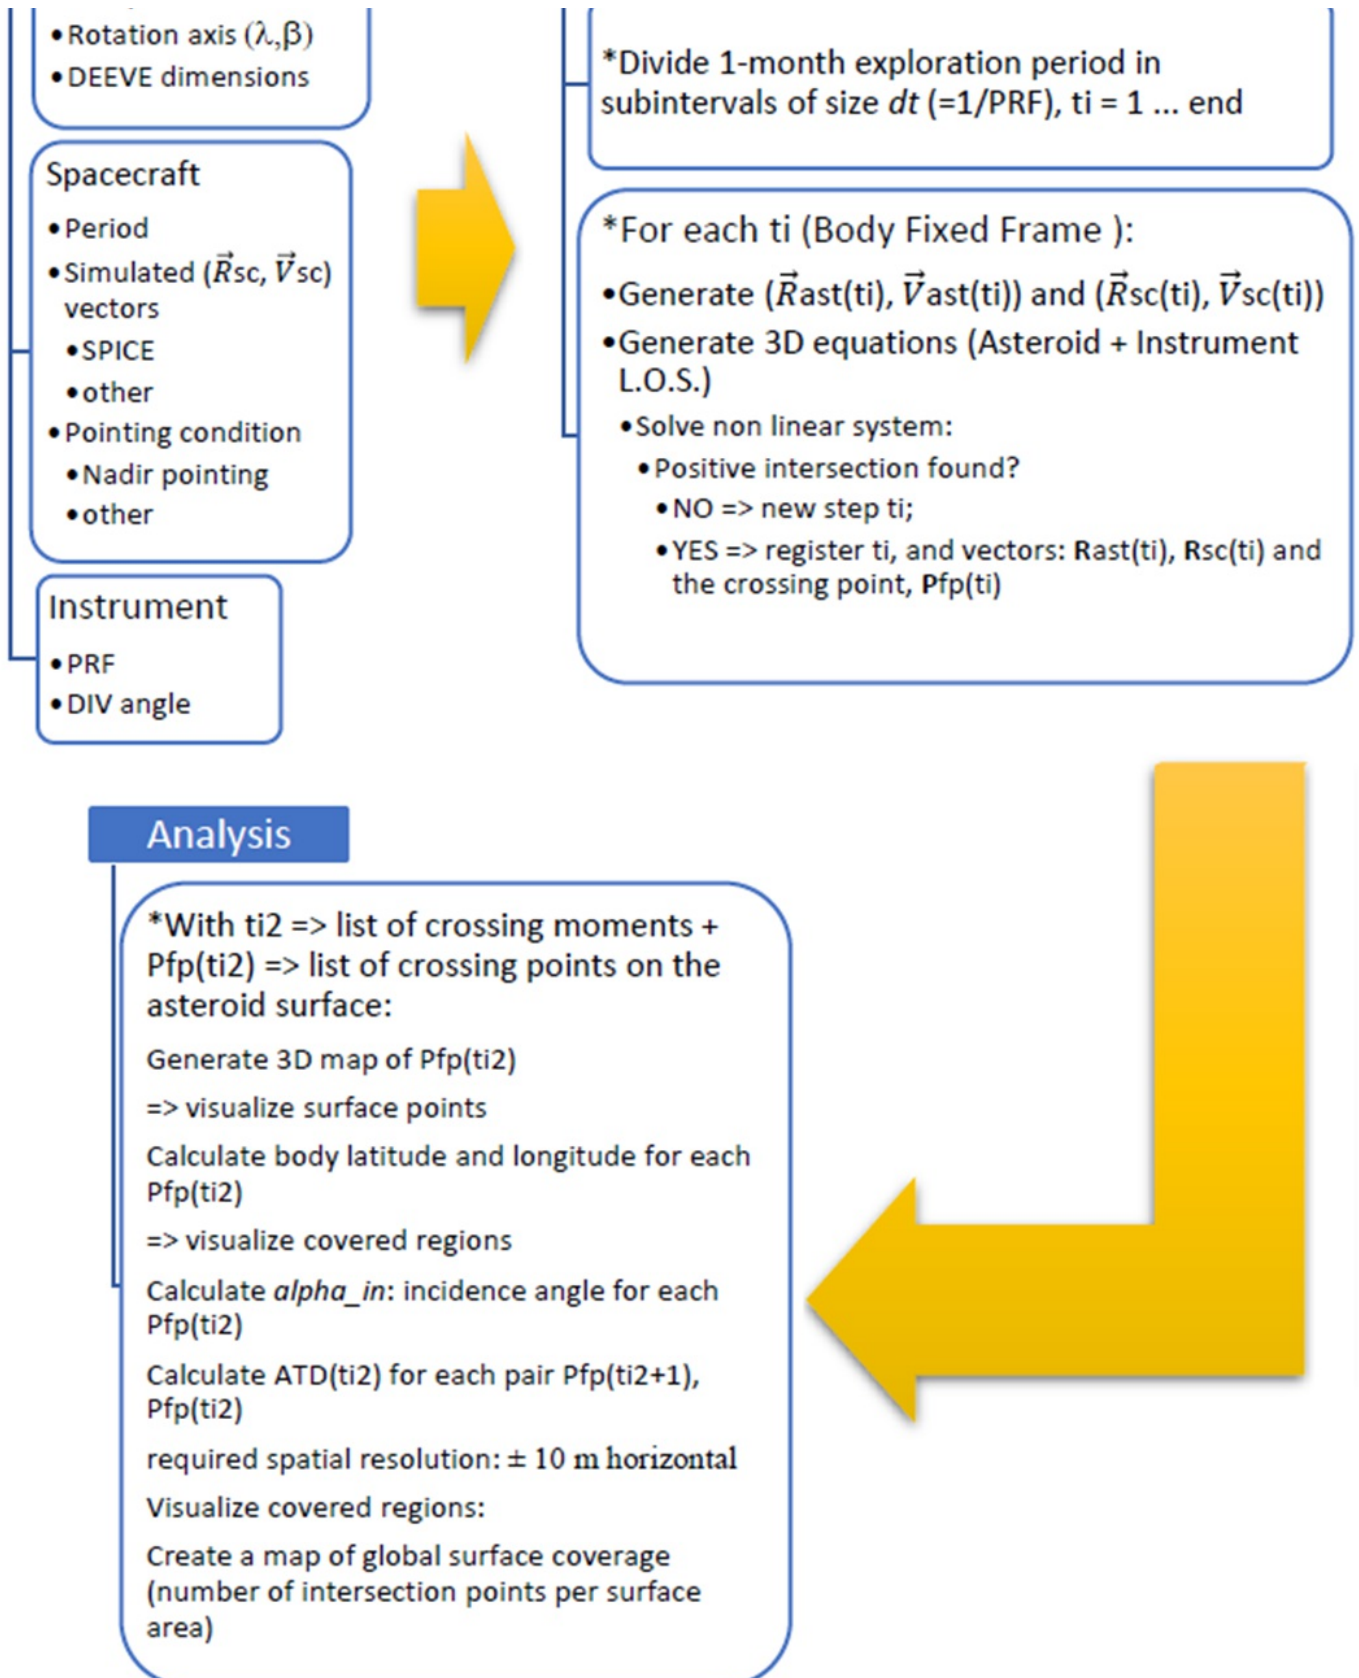 •Rotation axis (λ,β)
•DEEVE dimensions
Spacecraft
•Period
•Simulated (R⃗sc, V⃗sc)
vectors
•SPICE
•other
•Pointing condition
•Nadir pointing
•other
Instrument
•PRF
•DIV angle
*Divide 1-month exploration period in
subintervals of size dt (=1/PRF), ti = 1 ... end
*For each ti (Body Fixed Frame ):
•Generate (R⃗ast(ti), V⃗ast(ti)) and (R⃗sc(ti), V⃗sc(ti))
•Generate 3D equations (Asteroid + Instrument
L.O.S.)
•Solve non linear system:
•Positive intersection found?
•NO => new step ti;
•YES => register ti, and vectors: Rast(ti), Rsc(ti) and
the crossing point, Pfp(ti)
Analysis
*With ti2 => list of crossing moments +
Pfp(ti2) => list of crossing points on the
asteroid surface:
Generate 3D map of Pfp(ti2)
=> visualize surface points
Calculate body latitude and longitude for each
Pfp(ti2)
=> visualize covered regions
Calculate alpha_in: incidence angle for each
Pfp(ti2)
Calculate ATD(ti2) for each pair Pfp(ti2+1),
Pfp(ti2)
required spatial resolution: ± 10 m horizontal
Visualize covered regions:
Create a map of global surface coverage
(number of intersection points per surface
area)